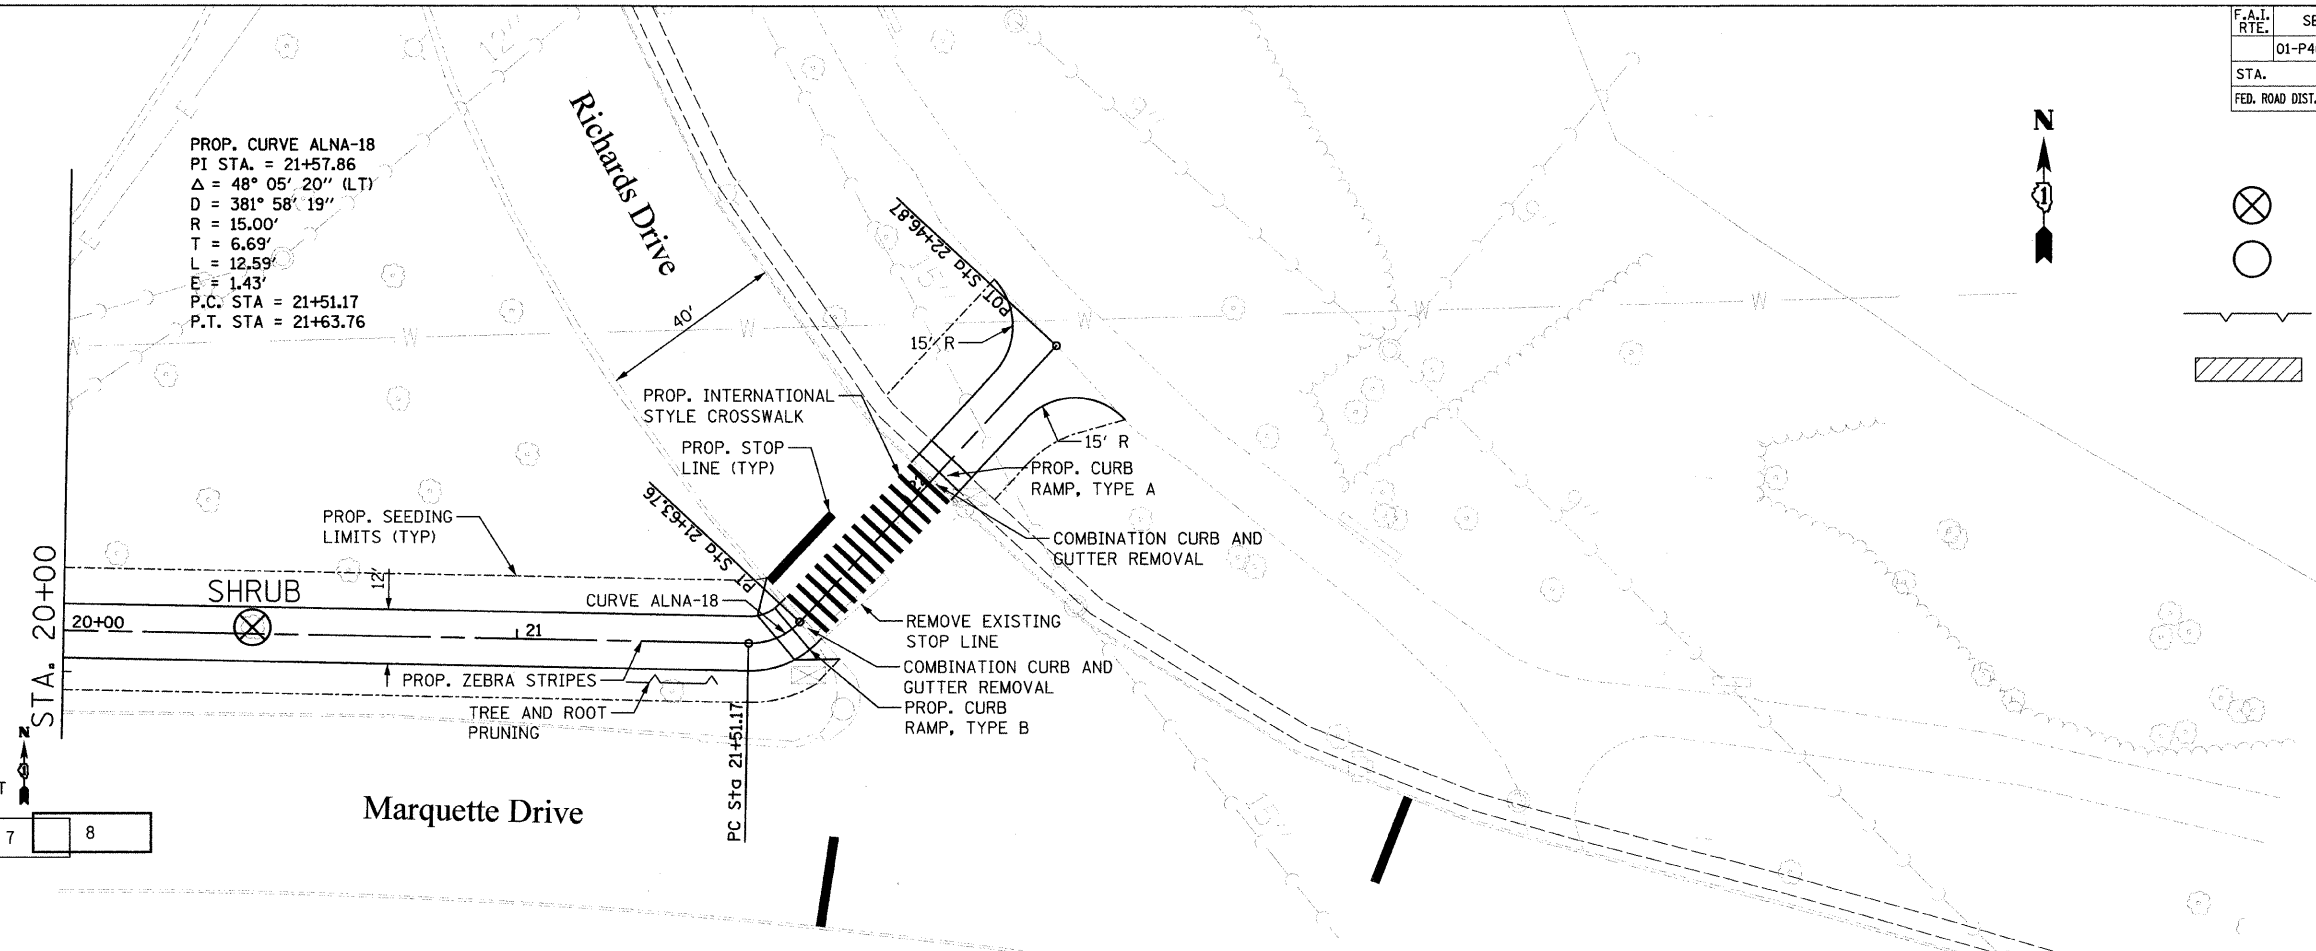 F.A.I.
RTE.
01-P4
STA.
FED. ROAD DIST.
N
1
PROP. CURVE ALNA-18
PI STA. = 21+57.86
Δ = 48° 05' 20" (LT)
D = 381° 58' 19"
R = 15.00'
T = 6.69'
L = 12.59'
E = 1.43'
P.C. STA = 21+51.17
P.T. STA = 21+63.76
12"
E
E
Richards Drive
40'
POT Sta 22+46.87
15' R
15' R
W
W
W
W
W
PROP. INTERNATIONAL
STYLE CROSSWALK
PROP. STOP
LINE (TYP)
PROP. CURB
RAMP, TYPE A
PT Sta 21+63.76
PROP. SEEDING
LIMITS (TYP)
COMBINATION CURB AND
GUTTER REMOVAL
STA. 20+00
SHRUB
12'
CURVE ALNA-18
20+00
21
REMOVE EXISTING
STOP LINE
COMBINATION CURB AND
GUTTER REMOVAL
PROP. ZEBRA STRIPES
PROP. CURB
RAMP, TYPE B
TREE AND ROOT
PRUNING
PC Sta 21+51.17
N
T
7
8
Marquette Drive
15"